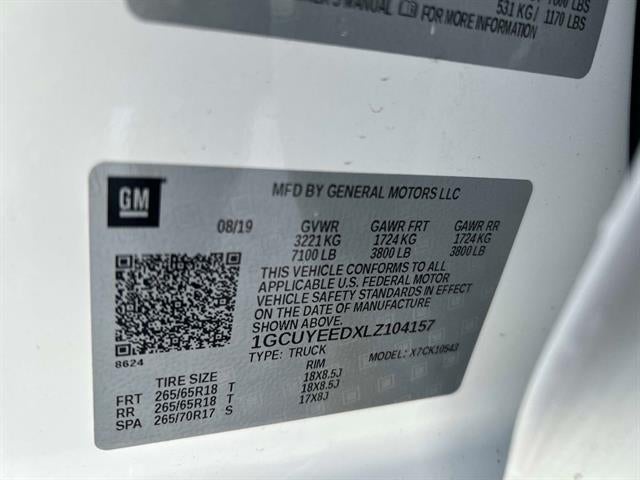 7000 LBS
531 KG / 1170 LBS
'S MANUAL FOR MORE INFORMATION
GM
MFD BY GENERAL MOTORS LLC
08/19 GVWR GAWR FRT GAWR RR
3221 KG 1724 KG 1724 KG
7100 LB 3800 LB 3800 LB
THIS VEHICLE CONFORMS TO ALL
APPLICABLE U.S. FEDERAL MOTOR
VEHICLE SAFETY STANDARDS IN EFFECT
ON THE DATE OF MANUFACTURE
SHOWN ABOVE.
1GCUYEEDXLZ104157
8624
TYPE: TRUCK MODEL: X7CK10543
TIRE SIZE RIM
FRT 265/65R18 T 18X8.5J
RR 265/65R18 T 18X8.5J
SPA 265/70R17 S 17X8J